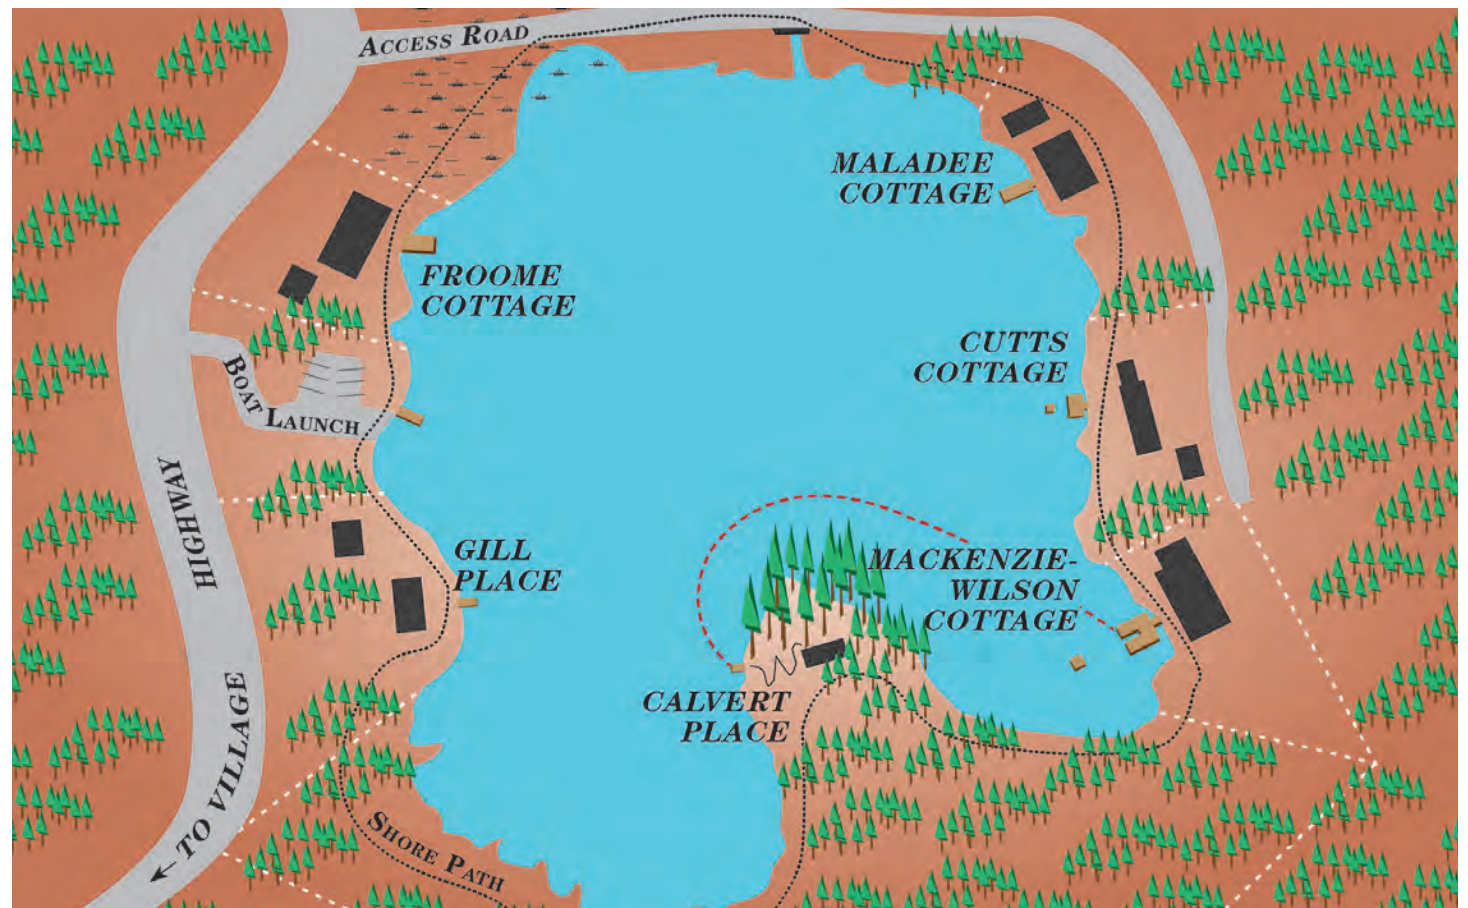 ACCESS ROAD
MALADEE
COTTAGE
FROOME
COTTAGE
CUTTS
COTTAGE
BOAT LAUNCH
HIGHWAY
GILL
PLACE
MACKENZIE-
WILSON
COTTAGE
CALVERT
PLACE
← TO VILLAGE
SHORE PATH